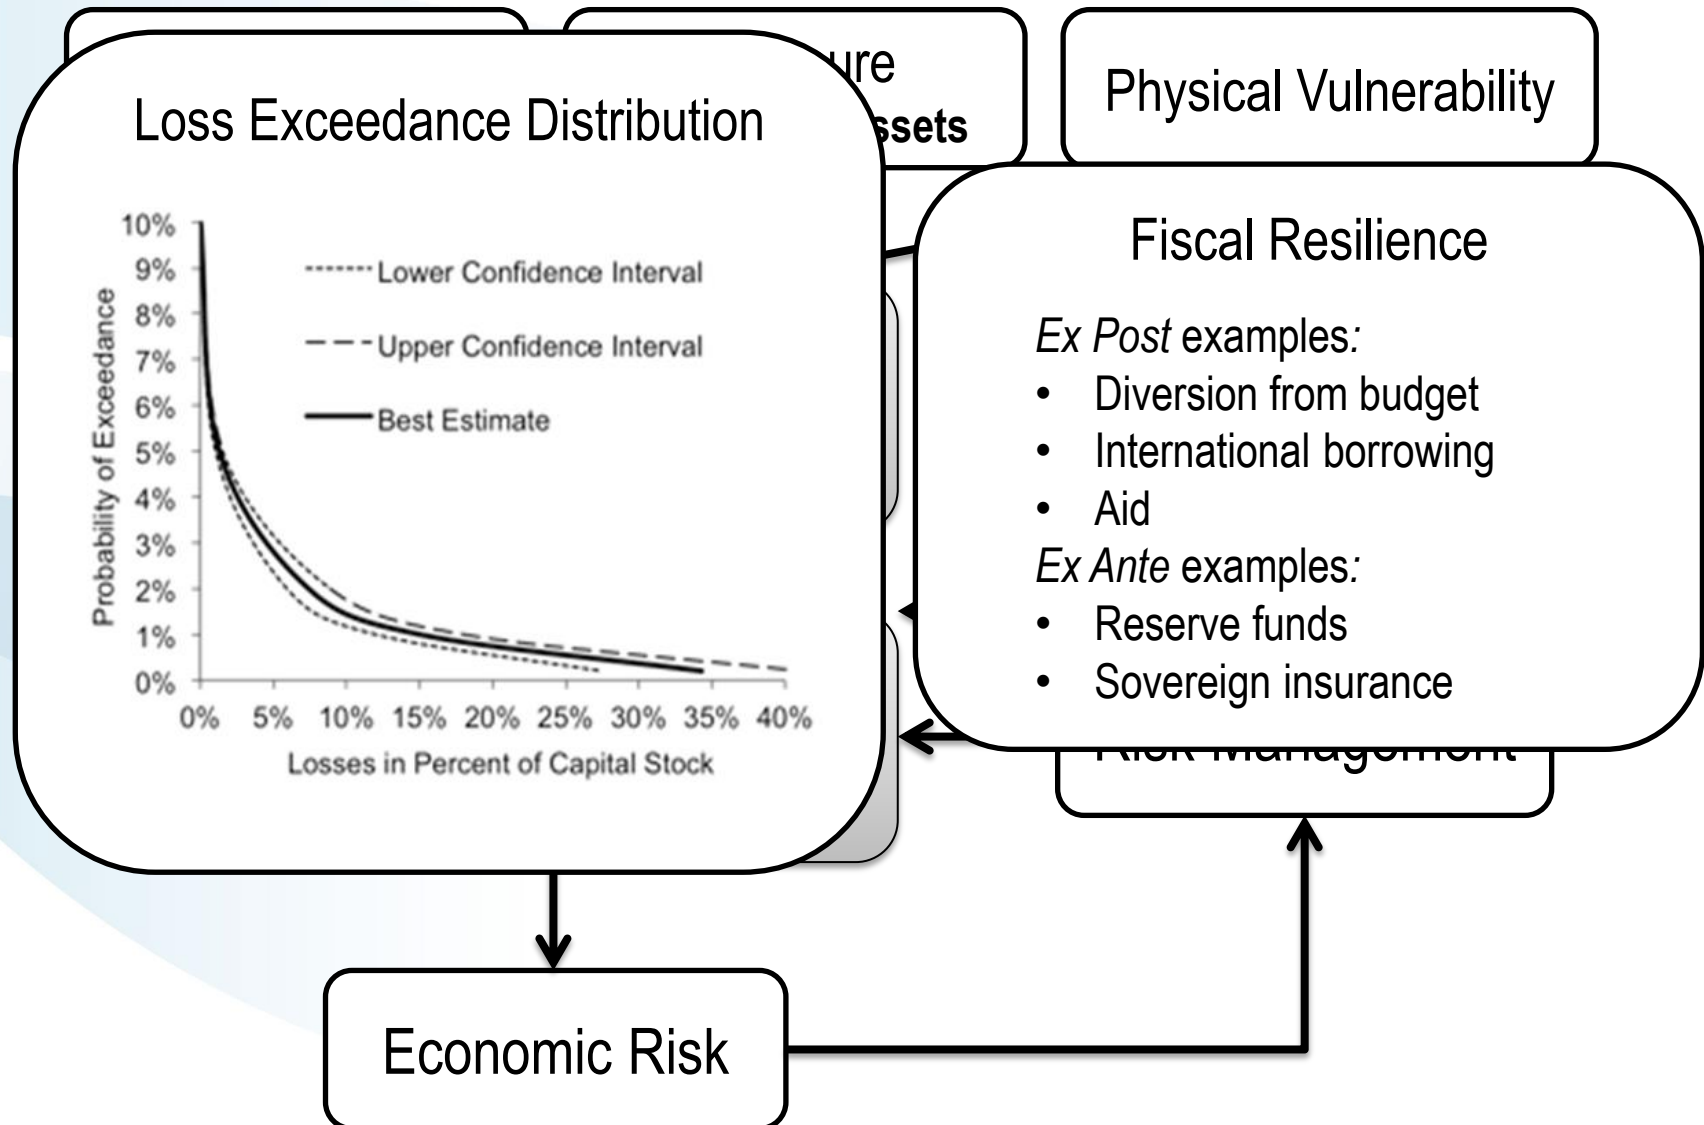 ure
ssets
Physical Vulnerability
Loss Exceedance Distribution
10%
9%
8%
7%
6%
5%
4%
3%
2%
1%
0%
Probability of Exceedance
Lower Confidence Interval
Upper Confidence Interval
Best Estimate
0% 5% 10% 15% 20% 25% 30% 35% 40%
Losses in Percent of Capital Stock
Fiscal Resilience
Ex Post examples:
• Diversion from budget
• International borrowing
• Aid
Ex Ante examples:
• Reserve funds
• Sovereign insurance
Risk Management
Economic Risk